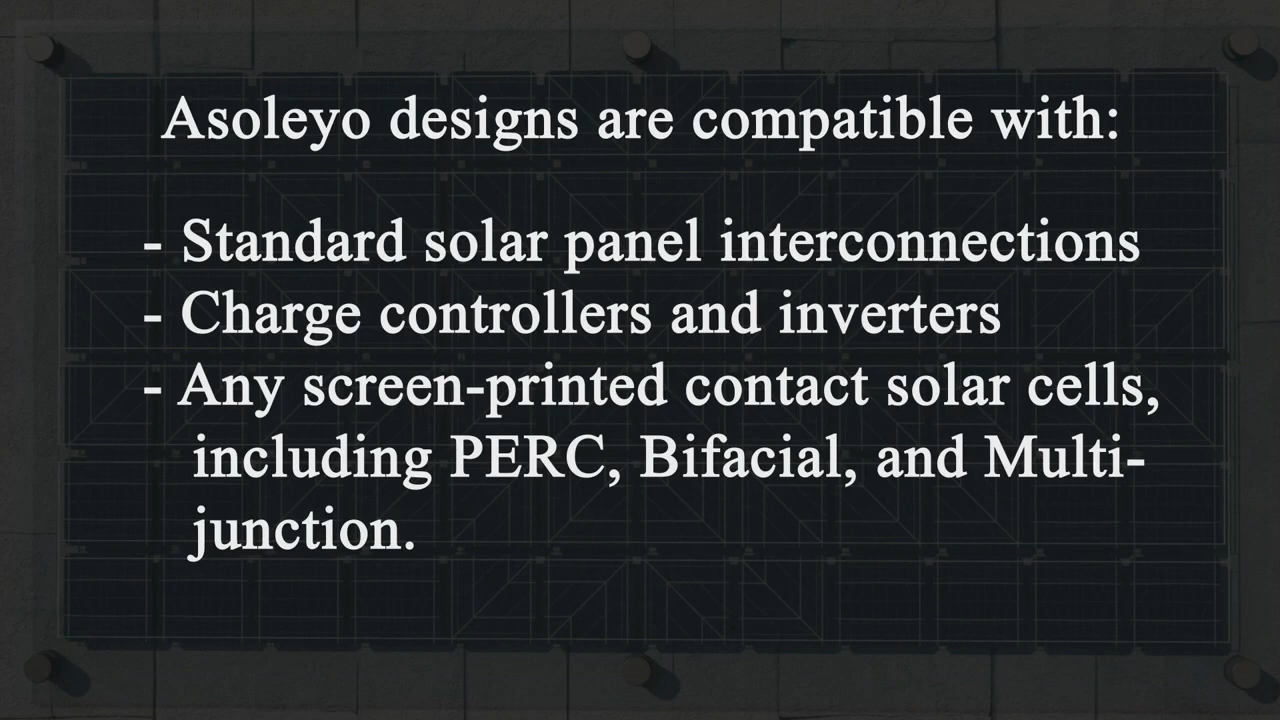 Asoleyo designs are compatible with:
- Standard solar panel interconnections
- Charge controllers and inverters
- Any screen-printed contact solar cells,
including PERC, Bifacial, and Multi-
junction.